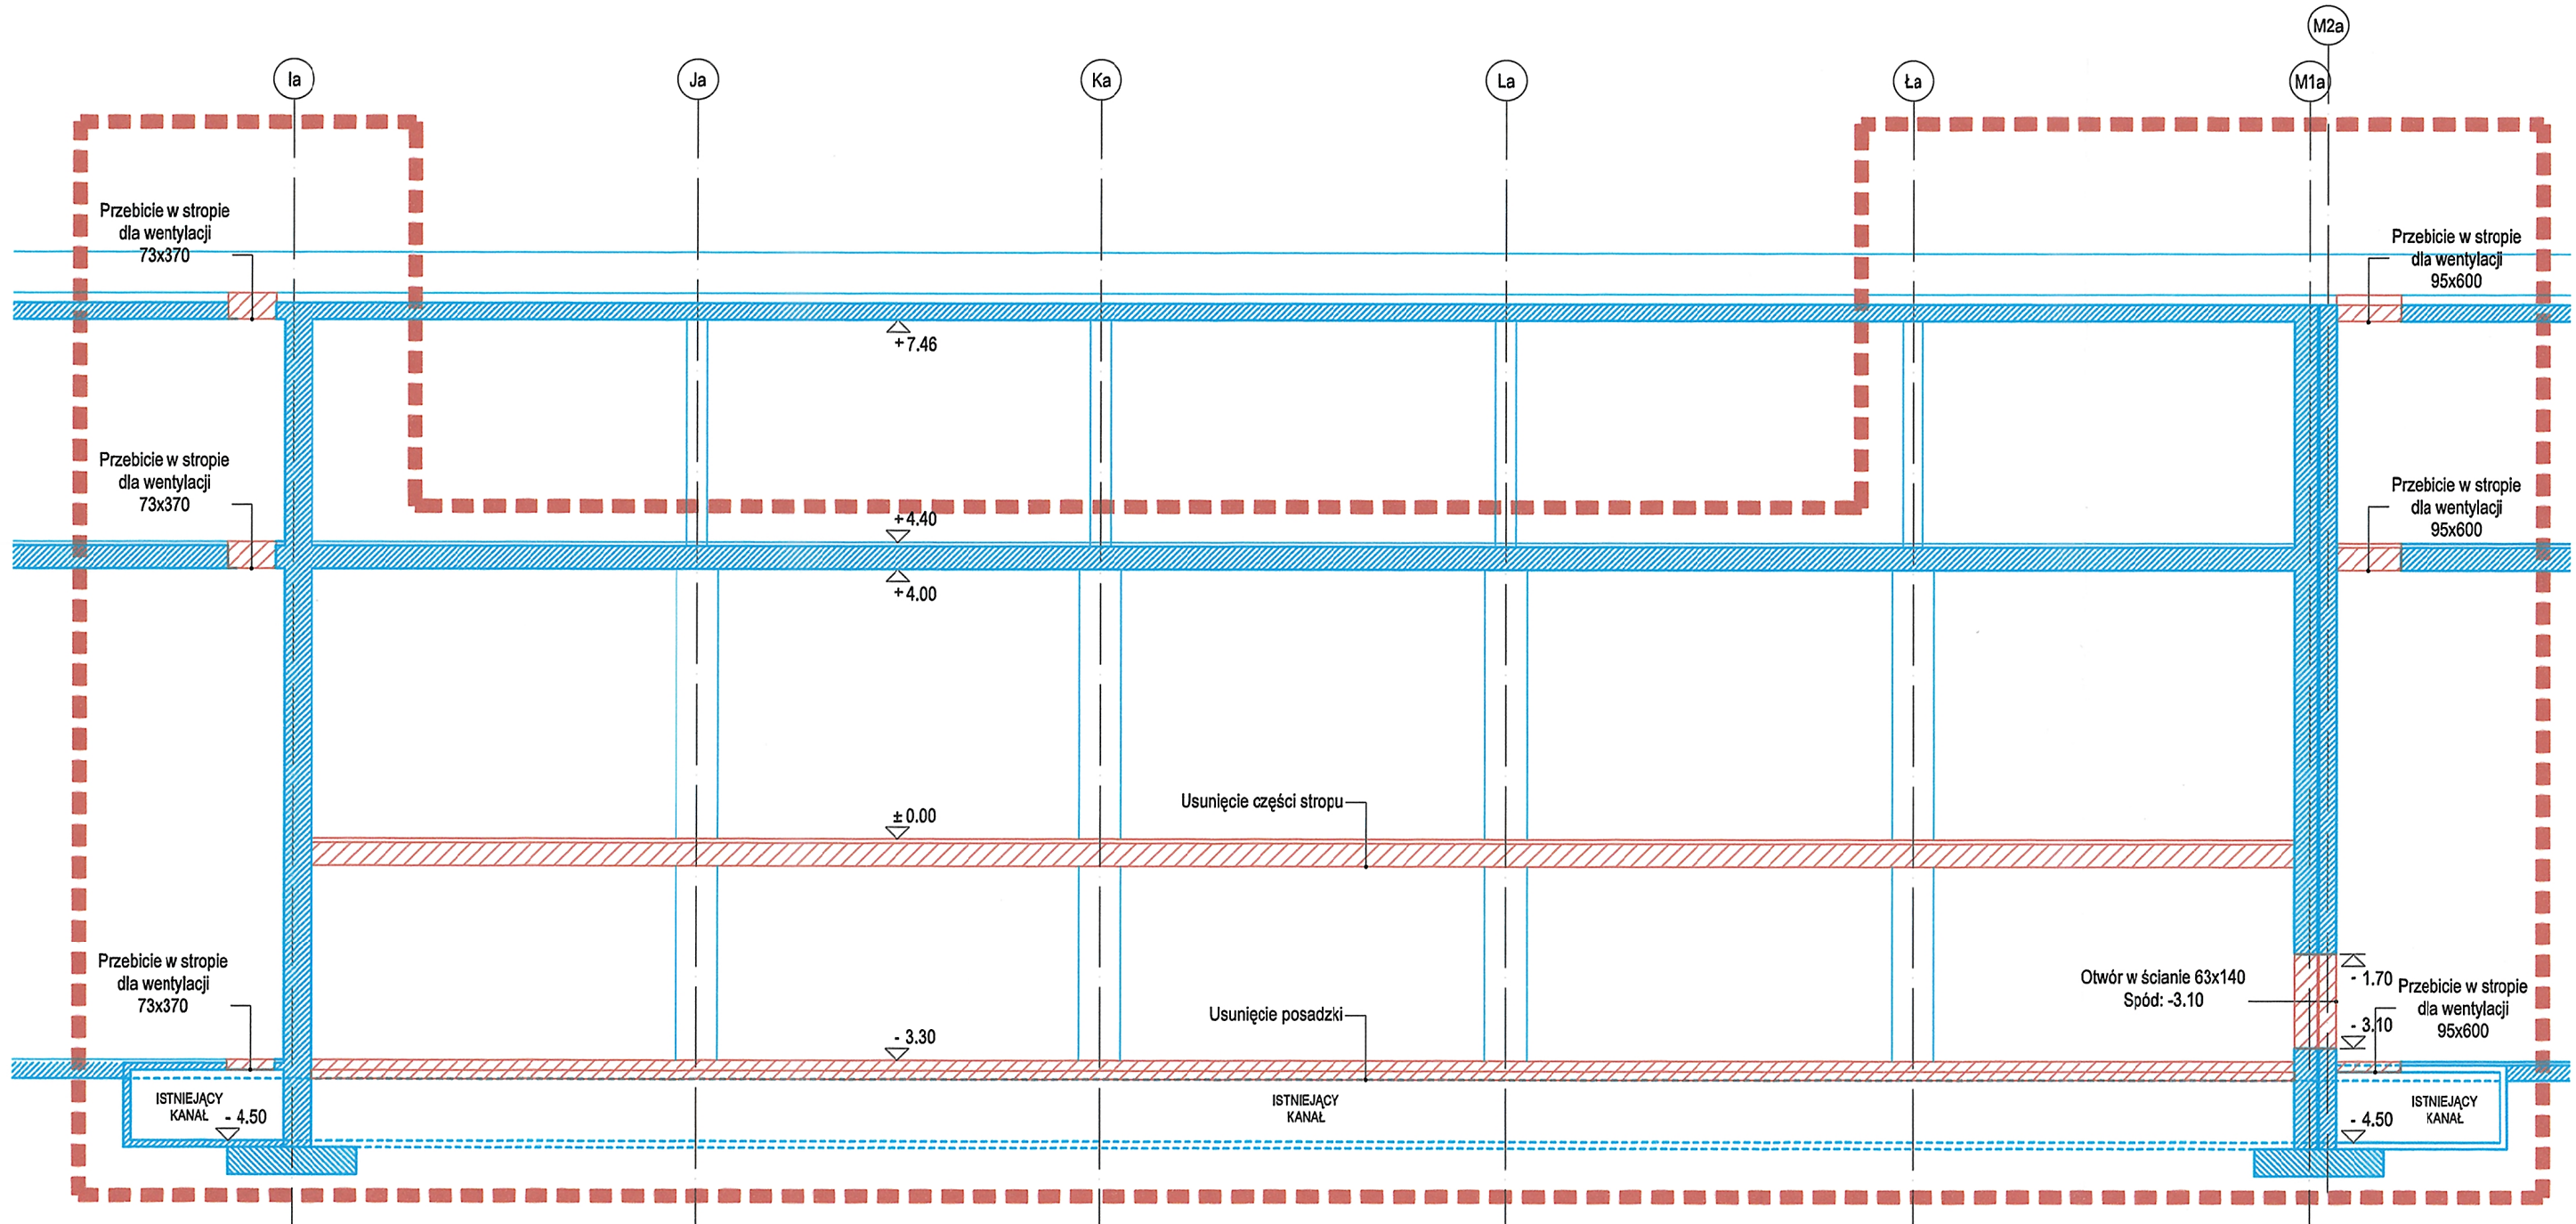 M2a
Ia
Ja
Ka
La
Ła
M1a
Przebicie w stropie
dla wentylacji
73x370
Przebicie w stropie
dla wentylacji
95x600
+7.46
Przebicie w stropie
dla wentylacji
73x370
Przebicie w stropie
dla wentylacji
95x600
+4.40
+4.00
Usunięcie części stropu
±0.00
Przebicie w stropie
dla wentylacji
73x370
Otwór w ścianie 63x140
Spód: -3.10
- 1.70
- 3.10
Przebicie w stropie
dla wentylacji
95x600
Usunięcie posadzki
- 3.30
ISTNIEJĄCY
KANAŁ
- 4.50
ISTNIEJĄCY
KANAŁ
- 4.50
ISTNIEJĄCY
KANAŁ